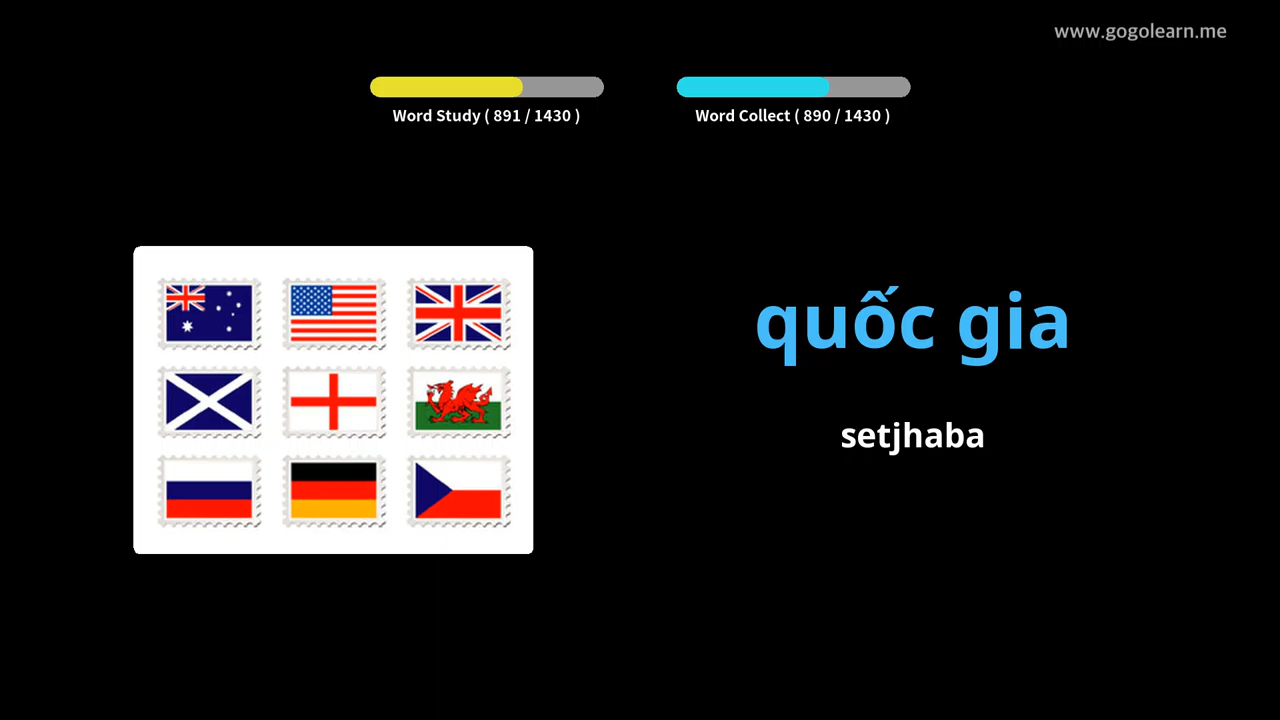 www.gogolearn.me
Word Study ( 891 / 1430 )
Word Collect ( 890 / 1430 )
quốc gia
setjhaba